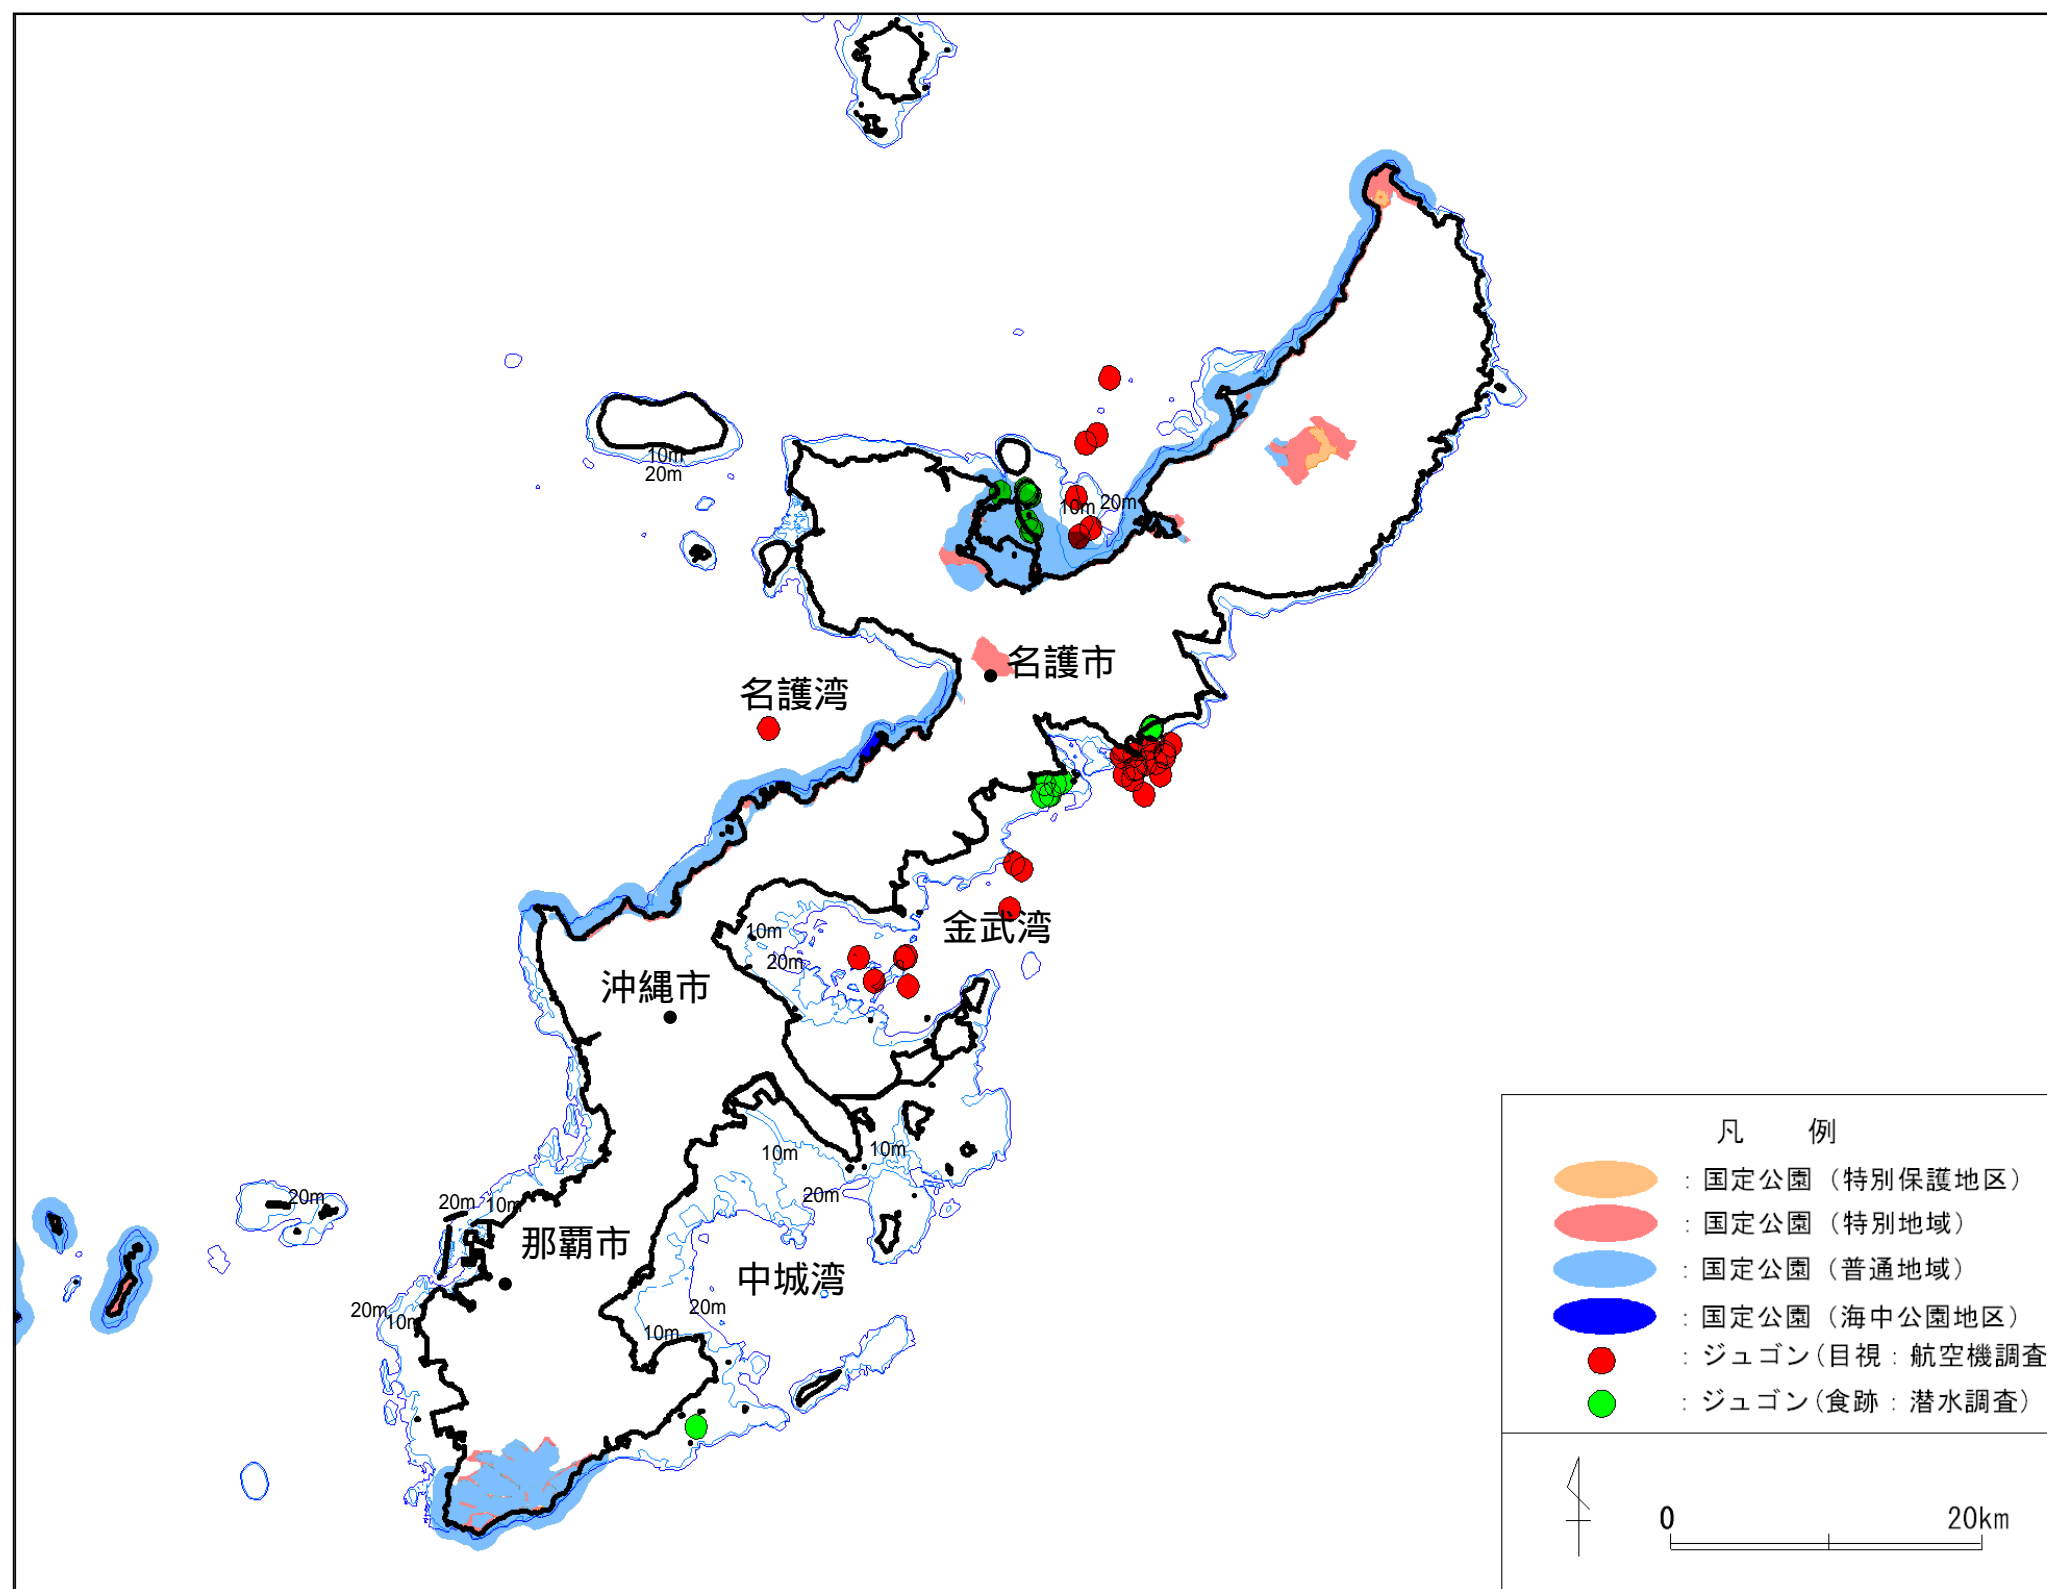 10m
20m
10m
20m
名護市
名護湾
金武湾
10m
20m
沖縄市
10m
10m
20m
20m
20m
10m
那覇市
中城湾
20m
20m
10m
10m
凡 例
：国定公園（特別保護地区）
：国定公園（特別地域）
：国定公園（普通地域）
：国定公園（海中公園地区）
：ジュゴン（目視：航空機調査
：ジュゴン（食跡：潜水調査）
0
20km